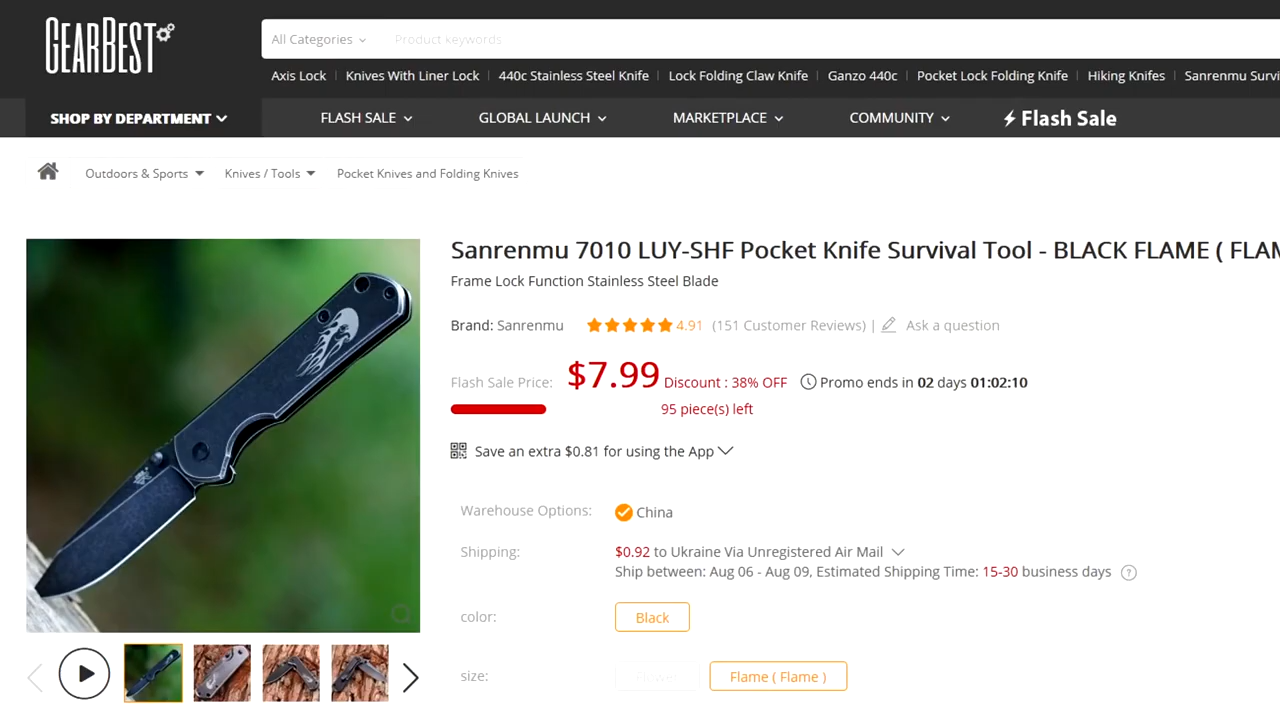 GEARBEST
All Categories
Product keywords
Axis Lock
Knives With Liner Lock
440c Stainless Steel Knife
Lock Folding Claw Knife
Ganzo 440c
Pocket Lock Folding Knife
Hiking Knifes
Sanrenmu Survi
SHOP BY DEPARTMENT
FLASH SALE
GLOBAL LAUNCH
MARKETPLACE
COMMUNITY
Flash Sale
Outdoors & Sports
Knives / Tools
Pocket Knives and Folding Knives
Sanrenmu 7010 LUY-SHF Pocket Knife Survival Tool - BLACK FLAME ( FLAM
Frame Lock Function Stainless Steel Blade
Brand: Sanrenmu
4.91 (151 Customer Reviews) |
Ask a question
Flash Sale Price: $7.99 Discount : 38% OFF
Promo ends in 02 days 01:02:10
95 piece(s) left
Save an extra $0.81 for using the App
Warehouse Options: China
Shipping: $0.92 to Ukraine Via Unregistered Air Mail
Ship between: Aug 06 - Aug 09, Estimated Shipping Time: 15-30 business days ?
color: Black
size: Flower Flame ( Flame )